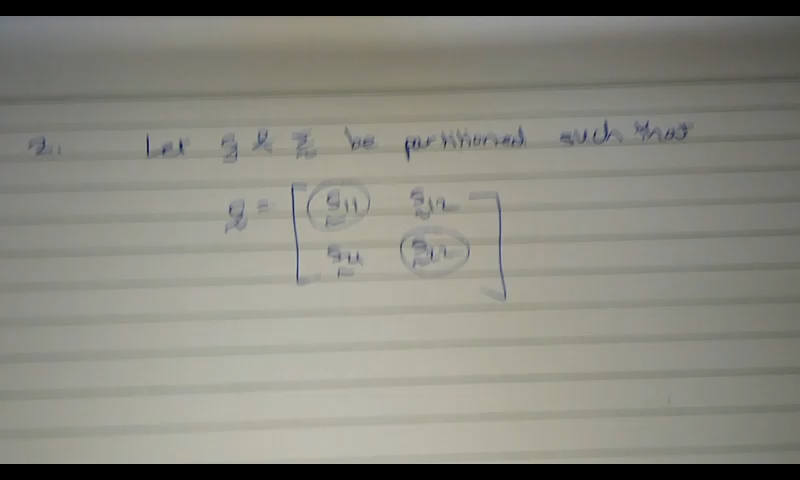 2. Let S & Σ be partitioned such that
S = [ S11 S12
S21 S22 ]